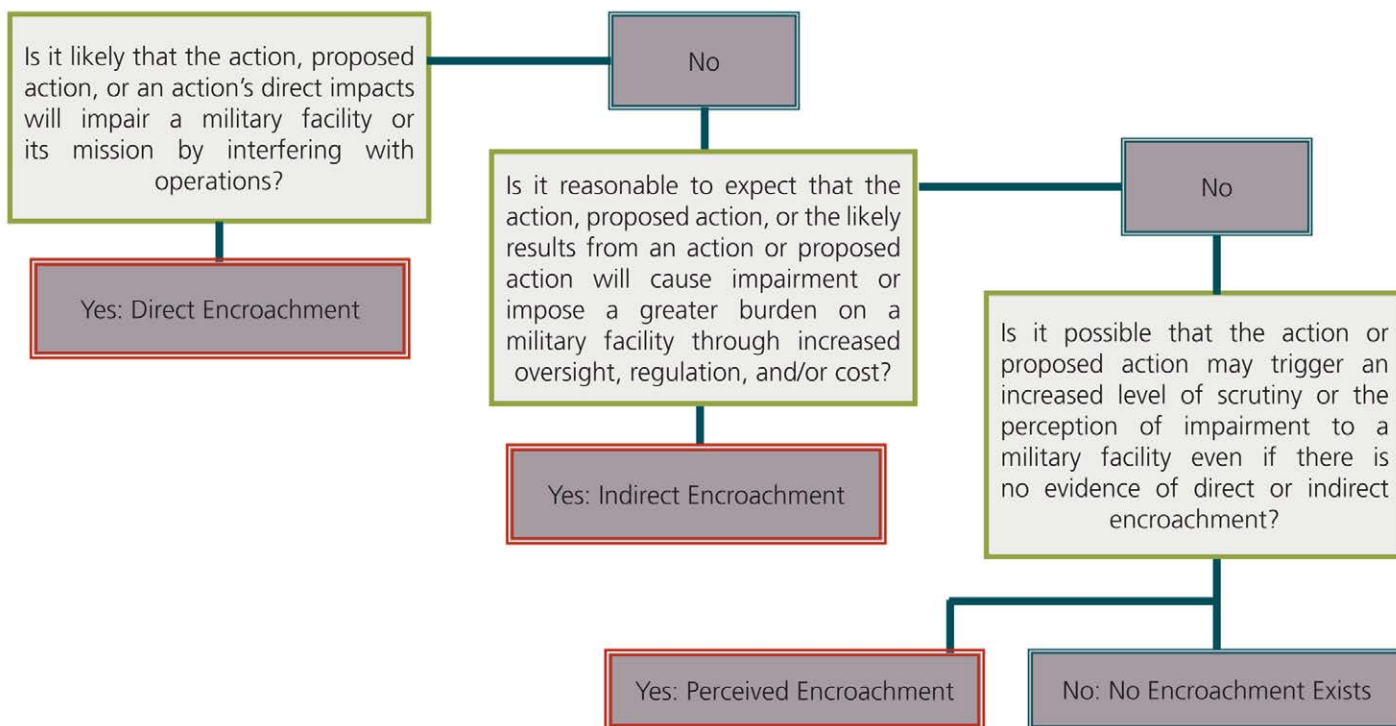 Is it likely that the action, proposed
action, or an action's direct impacts
will impair a military facility or
its mission by interfering with
operations?
No
Yes: Direct Encroachment
Is it reasonable to expect that the
action, proposed action, or the likely
results from an action or proposed
action will cause impairment or
impose a greater burden on a
military facility through increased
oversight, regulation, and/or cost?
No
Yes: Indirect Encroachment
Is it possible that the action or
proposed action may trigger an
increased level of scrutiny or the
perception of impairment to a
military facility even if there is
no evidence of direct or indirect
encroachment?
Yes: Perceived Encroachment
No: No Encroachment Exists